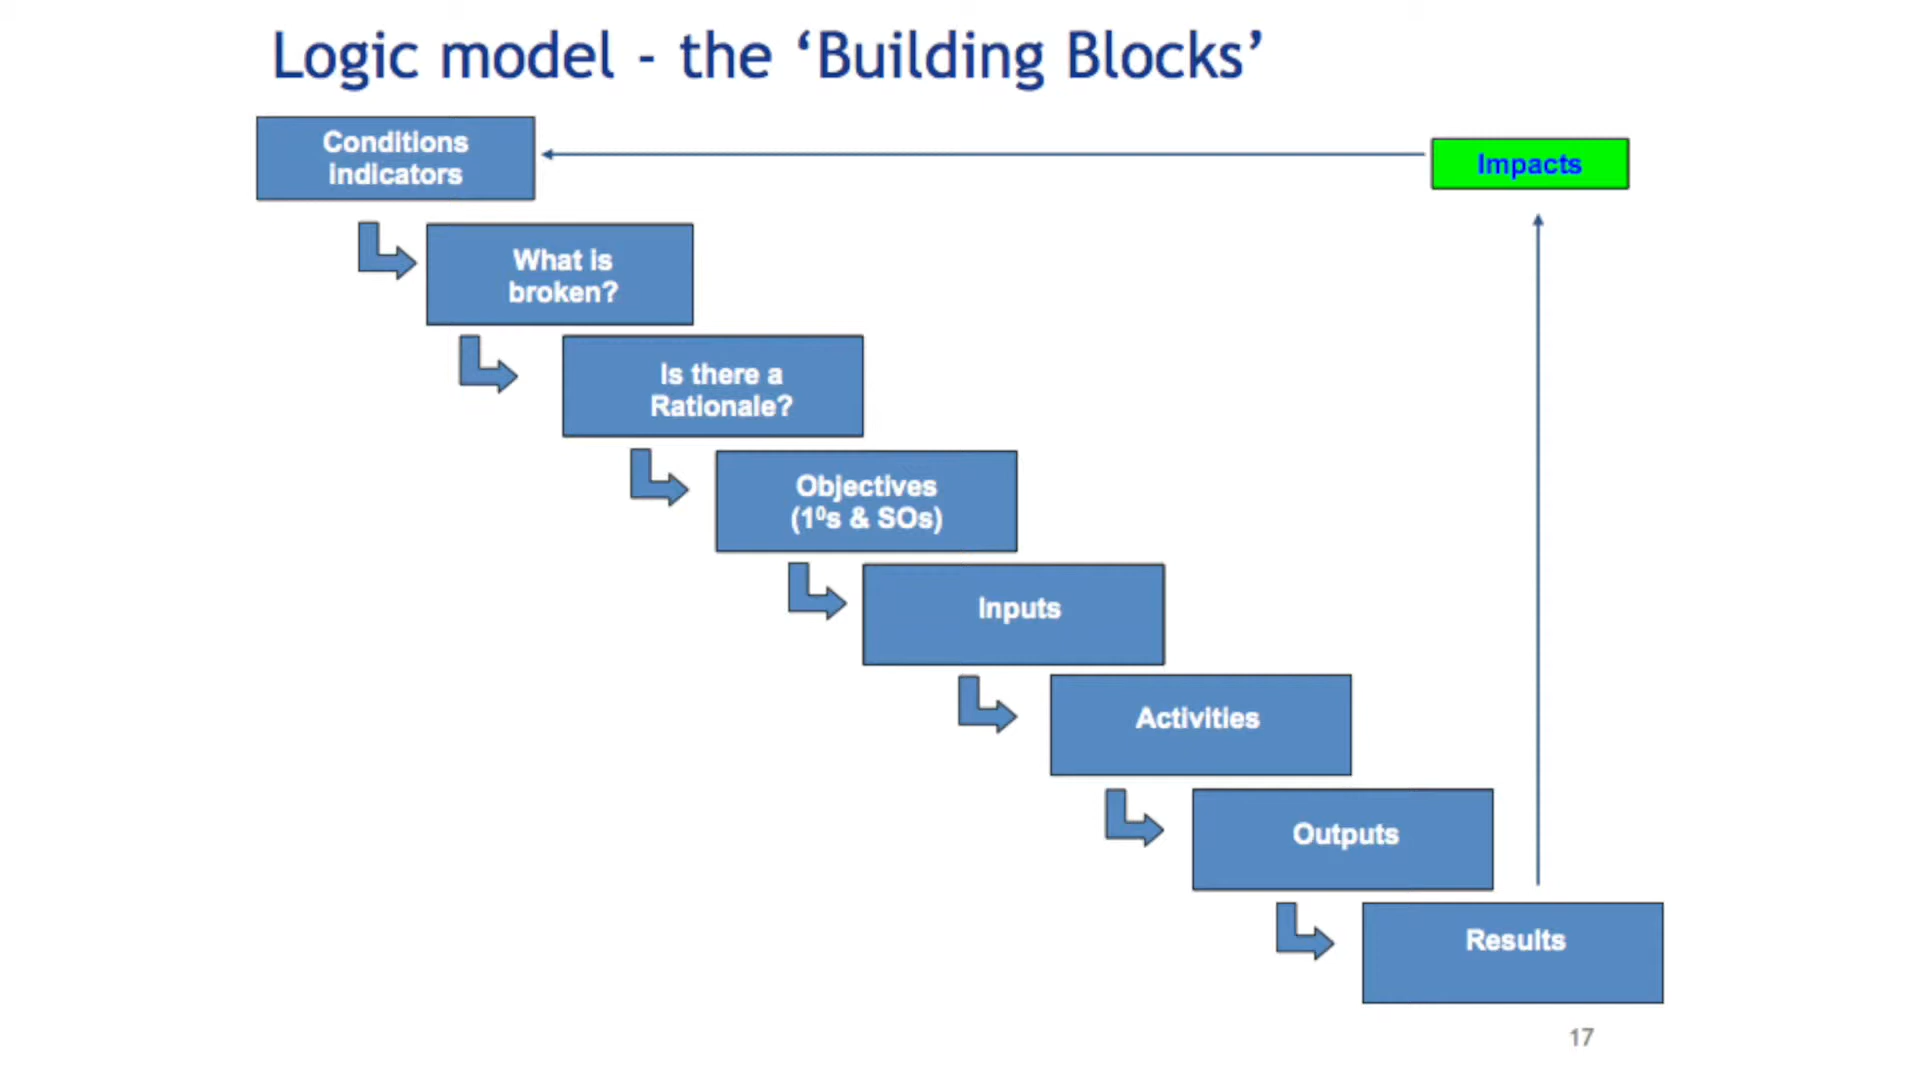 Logic model - the ‘Building Blocks’
Conditions
indicators
Impacts
What is
broken?
Is there a
Rationale?
Objectives
(1⁰s & SOs)
Inputs
Activities
Outputs
Results
17